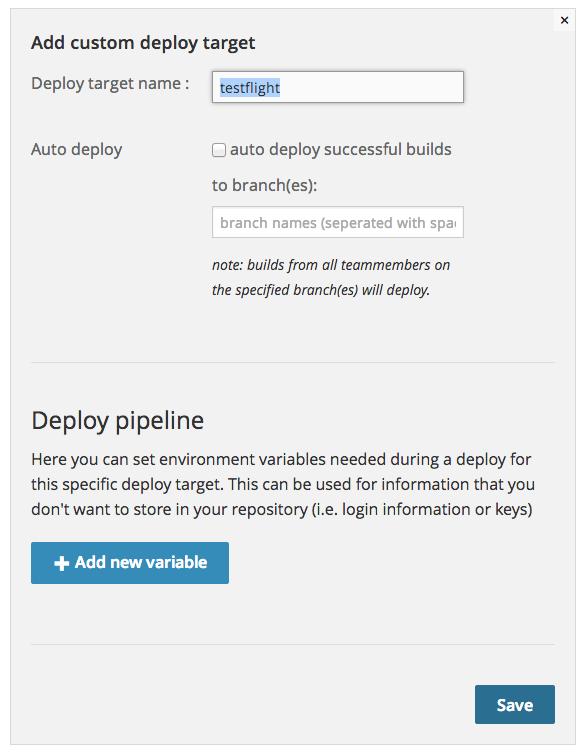 ×
Add custom deploy target
Deploy target name :
testflight
Auto deploy
auto deploy successful builds
to branch(es):
branch names (seperated with spa
note: builds from all teammembers on
the specified branch(es) will deploy.
Deploy pipeline
Here you can set environment variables needed during a deploy for
this specific deploy target. This can be used for information that you
don't want to store in your repository (i.e. login information or keys)
+ Add new variable
Save